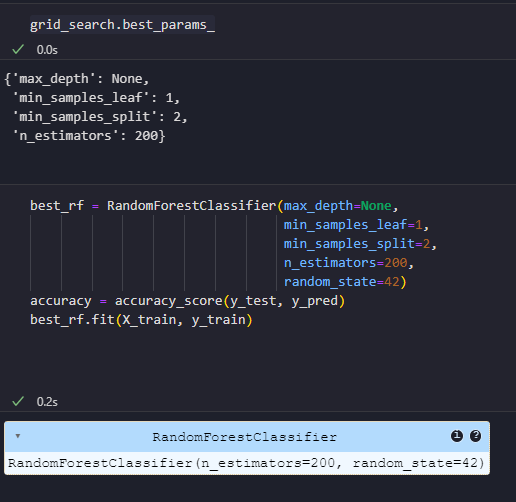 grid_search.best_params_
0.0s
{'max_depth': None,
'min_samples_leaf': 1,
'min_samples_split': 2,
'n_estimators': 200}
best_rf = RandomForestClassifier(max_depth=None,
min_samples_leaf=1,
min_samples_split=2,
n_estimators=200,
random_state=42)
accuracy = accuracy_score(y_test, y_pred)
best_rf.fit(X_train, y_train)
0.2s
RandomForestClassifier i ?
RandomForestClassifier(n_estimators=200, random_state=42)